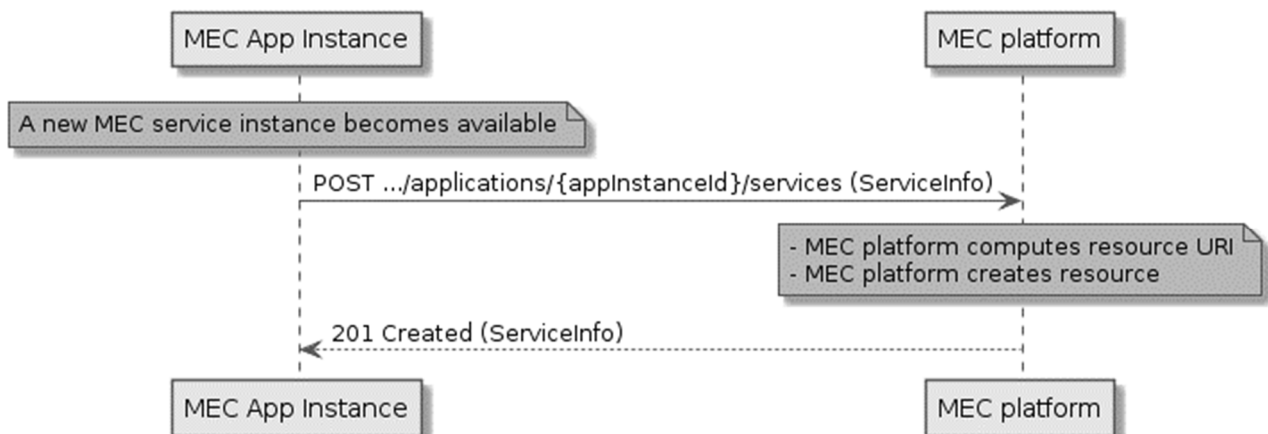 MEC App Instance
MEC platform
A new MEC service instance becomes available
POST .../applications/{appInstanceId}/services (ServiceInfo)
- MEC platform computes resource URI
- MEC platform creates resource
201 Created (ServiceInfo)
MEC App Instance
MEC platform